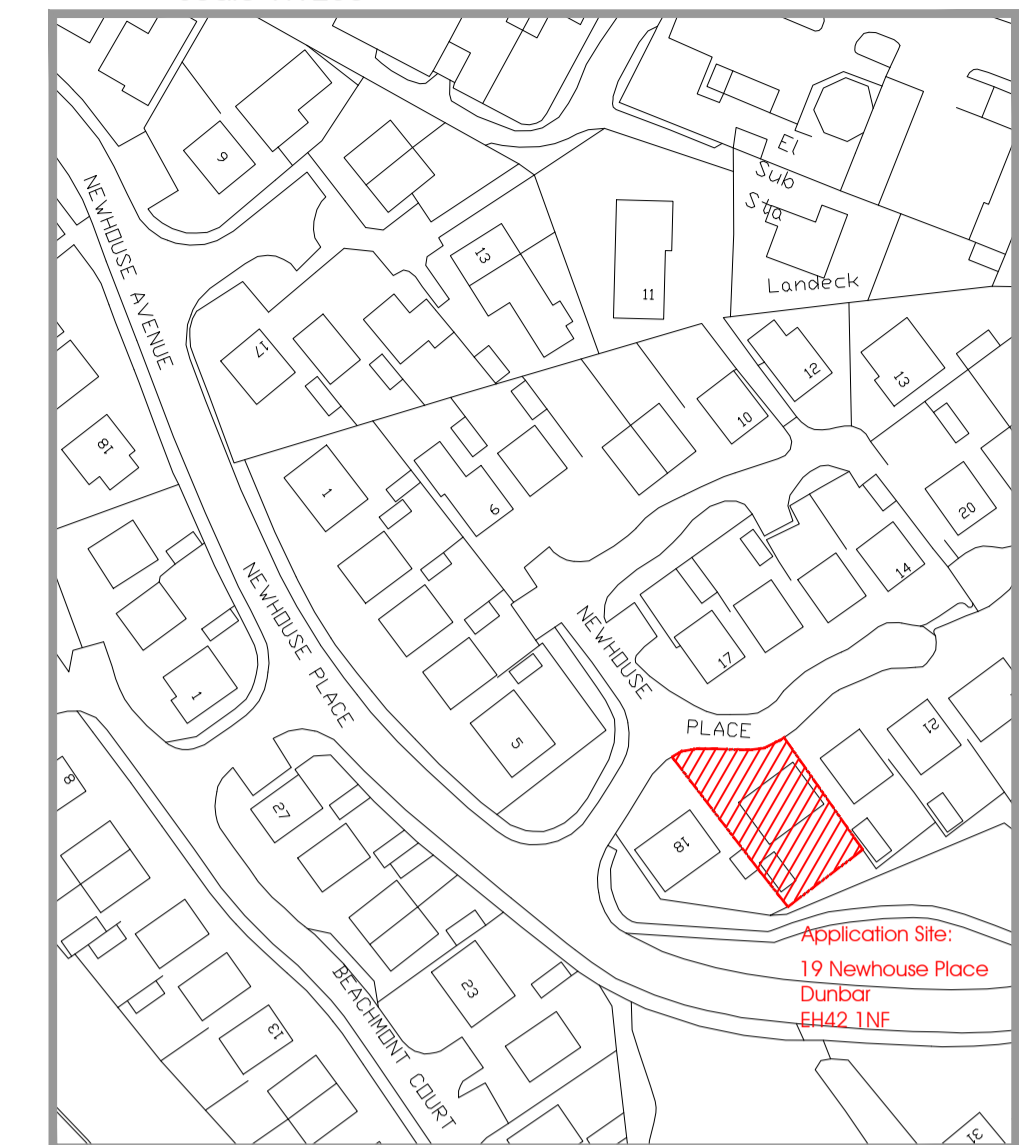 9
El
Sub
Sta
NEWHOUSE AVENUE
13
11
Landeck
17
12
13
10
18
1
6
20
14
NEWHOUSE PLACE
NEWHOUSE
PLACE
17
1
5
21
8
27
18
Application Site:
19 Newhouse Place
Dunbar
EH42 1NF
23
BEACHMONT COURT
13
31